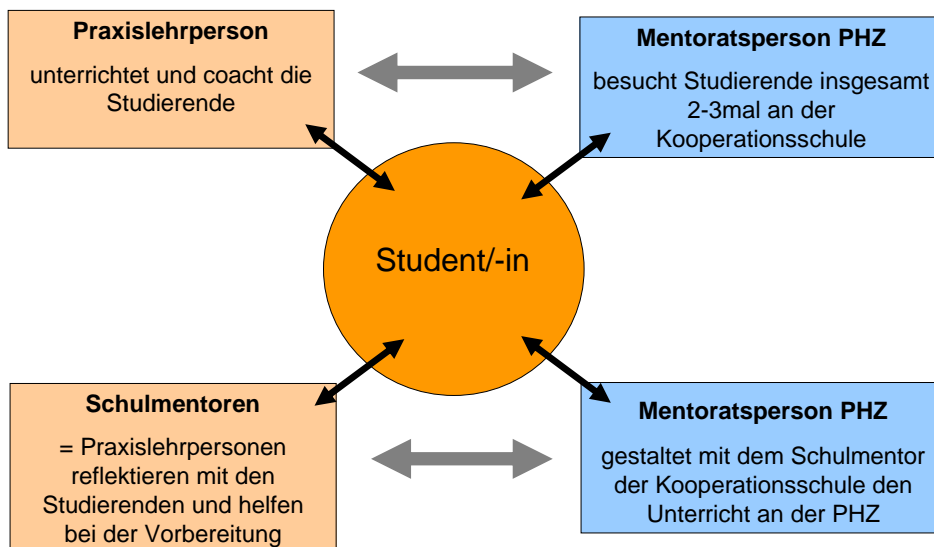 Praxislehrperson
unterrichtet und coacht die
Studierende
Mentoratsperson PHZ
besucht Studierende insgesamt
2-3mal an der
Kooperationsschule
Student/-in
Schulmentoren
= Praxislehrpersonen
reflektieren mit den
Studierenden und helfen
bei der Vorbereitung
Mentoratsperson PHZ
gestaltet mit dem Schulmentor
der Kooperationsschule den
Unterricht an der PHZ